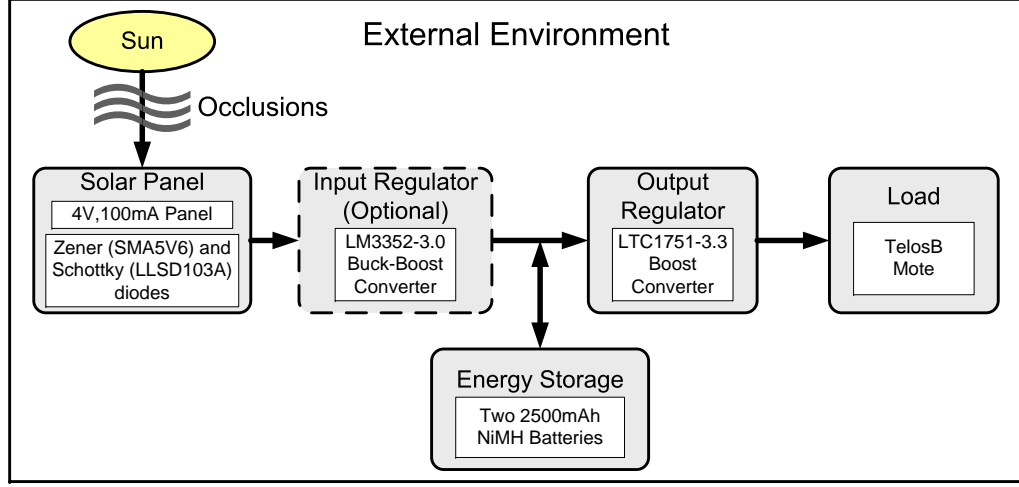 External Environment
Sun
Occlusions
Solar Panel
4V,100mA Panel
Zener (SMA5V6) and
Schottky (LLSD103A)
diodes
Input Regulator
(Optional)
LM3352-3.0
Buck-Boost
Converter
Output
Regulator
LTC1751-3.3
Boost
Converter
Load
TelosB
Mote
Energy Storage
Two 2500mAh
NiMH Batteries